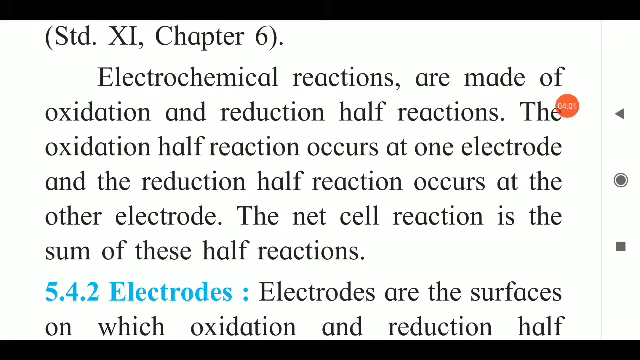 (Std. XI, Chapter 6).
Electrochemical reactions, are made of
oxidation and reduction half reactions. The
oxidation half reaction occurs at one electrode
and the reduction half reaction occurs at the
other electrode. The net cell reaction is the
sum of these half reactions.
5.4.2 Electrodes : Electrodes are the surfaces
on which oxidation and reduction half
04:01